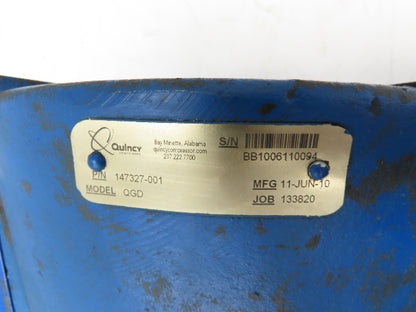 Quincy
Bay Minette, Alabama
quincycompressor.com
217.222.7700
S/N
BB1006110094
P/N 147327-001
MODEL QGD
MFG 11-JUN-10
JOB 133820